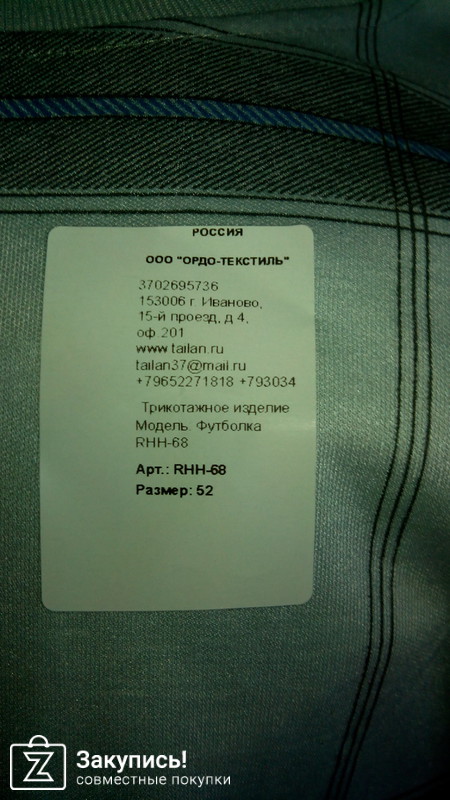 РОССИЯ
ООО "ОРДО-ТЕКСТИЛЬ"
3702695736
153006 г. Иваново,
15-й проезд, д 4,
оф.201
www.tailan.ru
tailan37@mail.ru
+79652271818 +793034
Трикотажное изделие
Модель. Футболка
RHH-68
Арт.: RHH-68
Размер: 52
Закупись!
совместные покупки